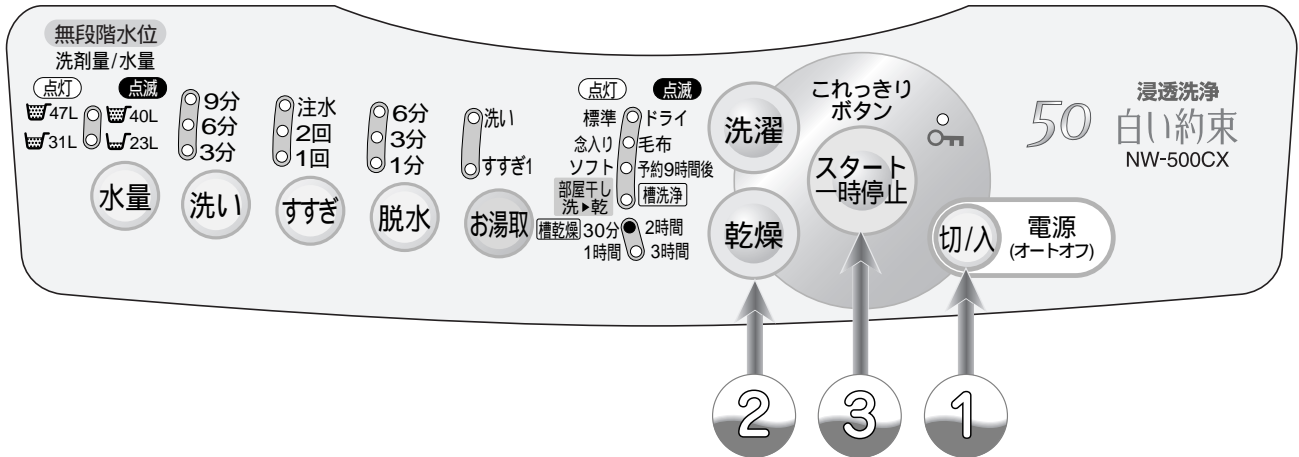 無段階水位
洗剤量/水量
点灯 点滅
47L 40L
31L 23L
水量
9分
6分
3分
洗い
注水
2回
1回
すすぎ
6分
3分
1分
脱水
洗い
すすぎ1
お湯取
点灯 点滅
標準 ドライ
念入り 毛布
ソフト 予約9時間後
部屋干し
洗▶乾 槽洗浄
槽乾燥 30分 2時間
1時間 3時間
洗濯
乾燥
これっきり
ボタン
スタート
一時停止
切/入
電源
(オートオフ)
50
浸透洗浄
白い約束
NW-500CX
2 3 1